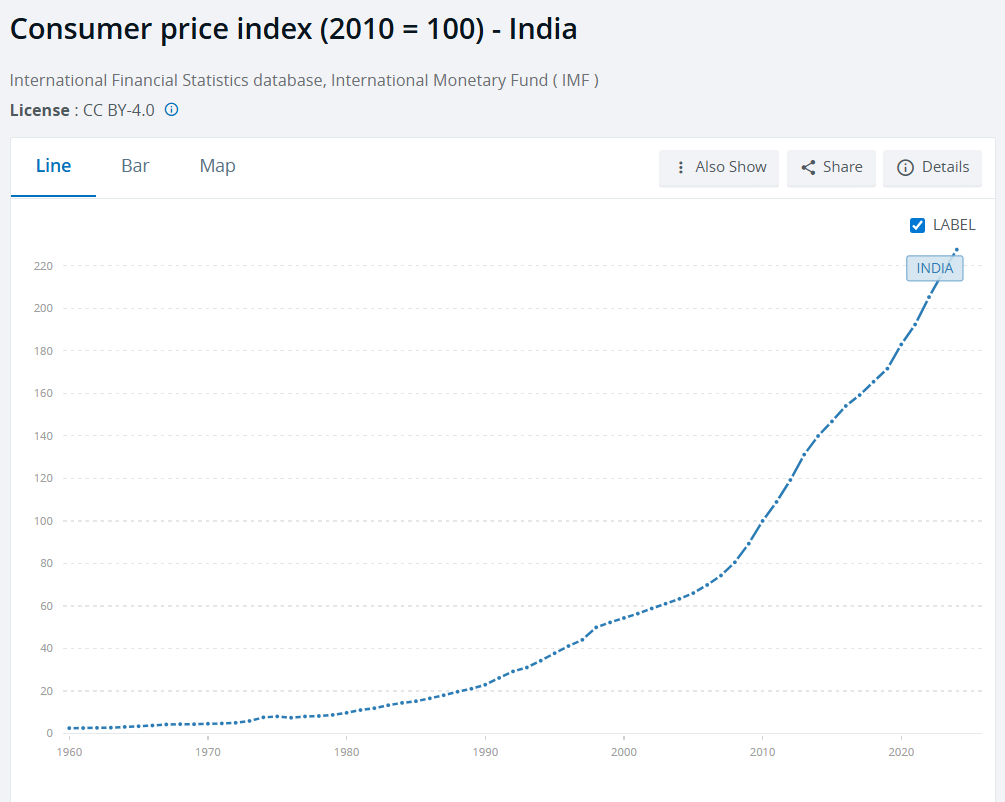 Consumer price index (2010 = 100) - India
International Financial Statistics database, International Monetary Fund ( IMF )
License : CC BY-4.0
Line Bar Map Also Show Share Details
LABEL
INDIA
220
200
180
160
140
120
100
80
60
40
20
0
1960 1970 1980 1990 2000 2010 2020